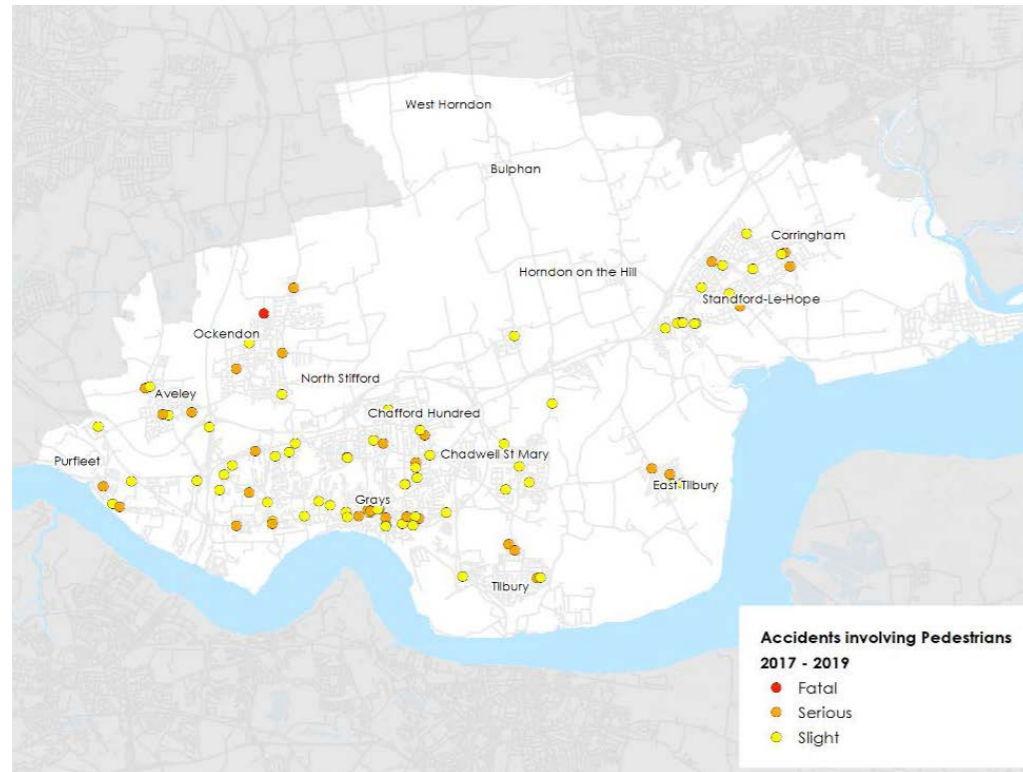 West Horndon
Bulphan
Corringham
Horndon on the Hill
Standford-Le-Hope
Ockendon
North Stifford
Aveley
Chafford Hundred
Purfleet
Chadwell St Mary
East Tilbury
Grays
Tilbury
Accidents involving Pedestrians
2017 - 2019
Fatal
Serious
Slight